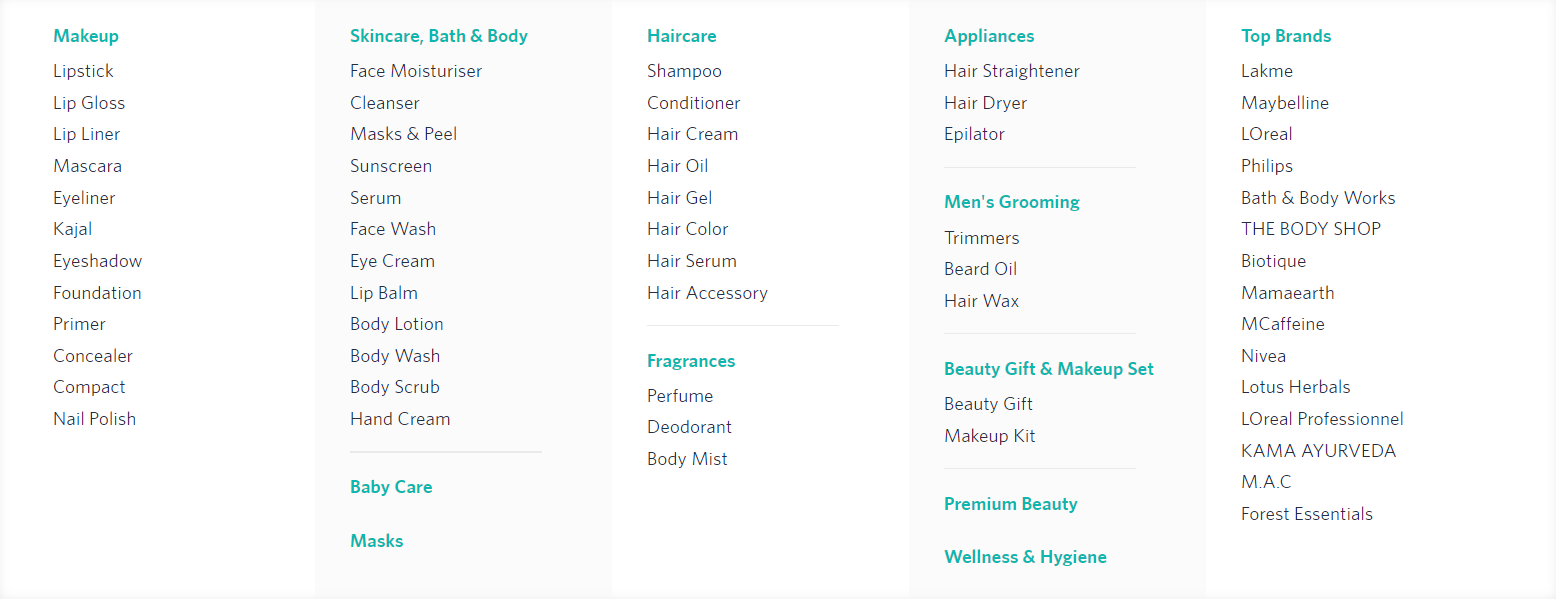 Makeup
Lipstick
Lip Gloss
Lip Liner
Mascara
Eyeliner
Kajal
Eyeshadow
Foundation
Primer
Concealer
Compact
Nail Polish
Skincare, Bath & Body
Face Moisturiser
Cleanser
Masks & Peel
Sunscreen
Serum
Face Wash
Eye Cream
Lip Balm
Body Lotion
Body Wash
Body Scrub
Hand Cream
Baby Care
Masks
Haircare
Shampoo
Conditioner
Hair Cream
Hair Oil
Hair Gel
Hair Color
Hair Serum
Hair Accessory
Fragrances
Perfume
Deodorant
Body Mist
Appliances
Hair Straightener
Hair Dryer
Epilator
Men's Grooming
Trimmers
Beard Oil
Hair Wax
Beauty Gift & Makeup Set
Beauty Gift
Makeup Kit
Premium Beauty
Wellness & Hygiene
Top Brands
Lakme
Maybelline
LOreal
Philips
Bath & Body Works
THE BODY SHOP
Biotique
Mamaearth
MCaffeine
Nivea
Lotus Herbals
LOreal Professionnel
KAMA AYURVEDA
M.A.C
Forest Essentials